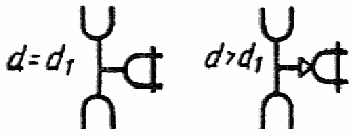 d = d₁
d > d₁